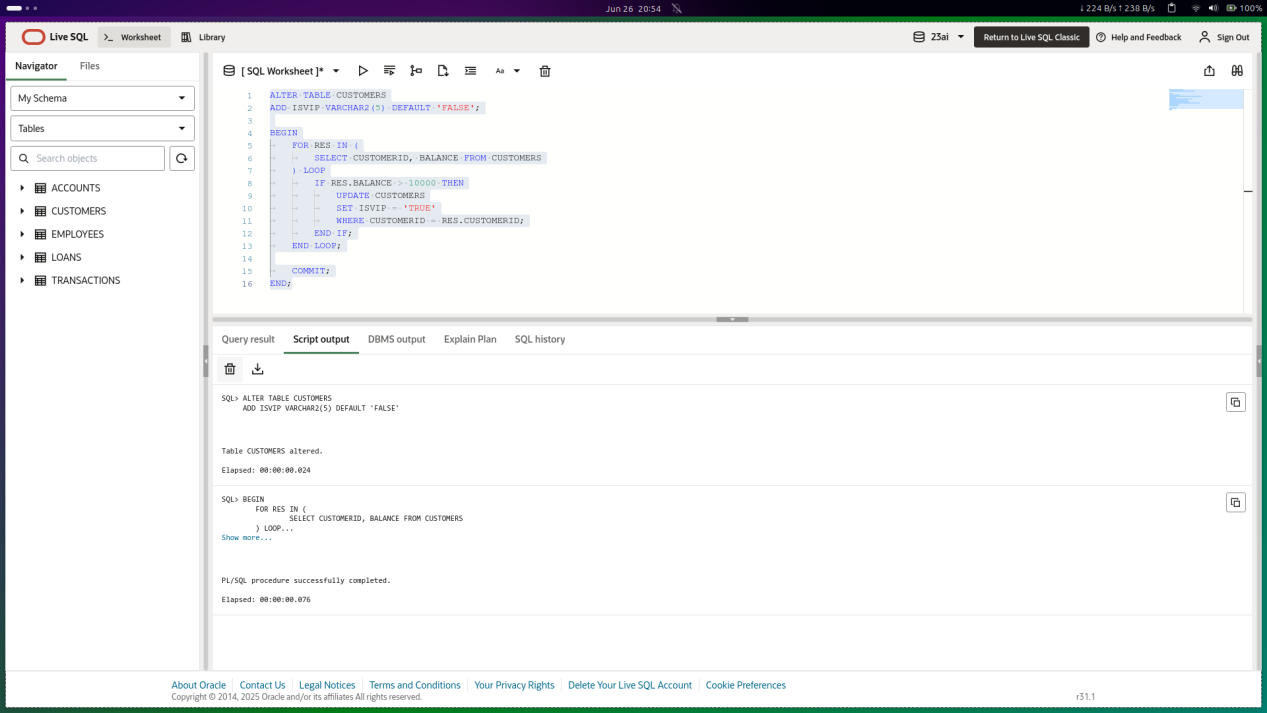 Jun 26 20:54
↓ 224 B/s ↑ 238 B/s
100%
Live SQL
>_ Worksheet
Library
23ai
Return to Live SQL Classic
Help and Feedback
Sign Out
Navigator
Files
My Schema
Tables
Search objects
ACCOUNTS
CUSTOMERS
EMPLOYEES
LOANS
TRANSACTIONS
[ SQL Worksheet ]*
Aa
1 ALTER TABLE CUSTOMERS
2 ADD ISVIP VARCHAR2(5) DEFAULT 'FALSE';
3
4 BEGIN
5 FOR RES IN (
6 SELECT CUSTOMERID, BALANCE FROM CUSTOMERS
7 ) LOOP
8 IF RES.BALANCE > 10000 THEN
9 UPDATE CUSTOMERS
10 SET ISVIP = 'TRUE'
11 WHERE CUSTOMERID = RES.CUSTOMERID;
12 END IF;
13 END LOOP;
14
15 COMMIT;
16 END;
Query result
Script output
DBMS output
Explain Plan
SQL history
SQL> ALTER TABLE CUSTOMERS
ADD ISVIP VARCHAR2(5) DEFAULT 'FALSE'
Table CUSTOMERS altered.
Elapsed: 00:00:00.024
SQL> BEGIN
FOR RES IN (
SELECT CUSTOMERID, BALANCE FROM CUSTOMERS
) LOOP...
Show more...
PL/SQL procedure successfully completed.
Elapsed: 00:00:00.076
About Oracle
Contact Us
Legal Notices
Terms and Conditions
Your Privacy Rights
Delete Your Live SQL Account
Cookie Preferences
Copyright © 2014, 2025 Oracle and/or its affiliates All rights reserved.
r31.1